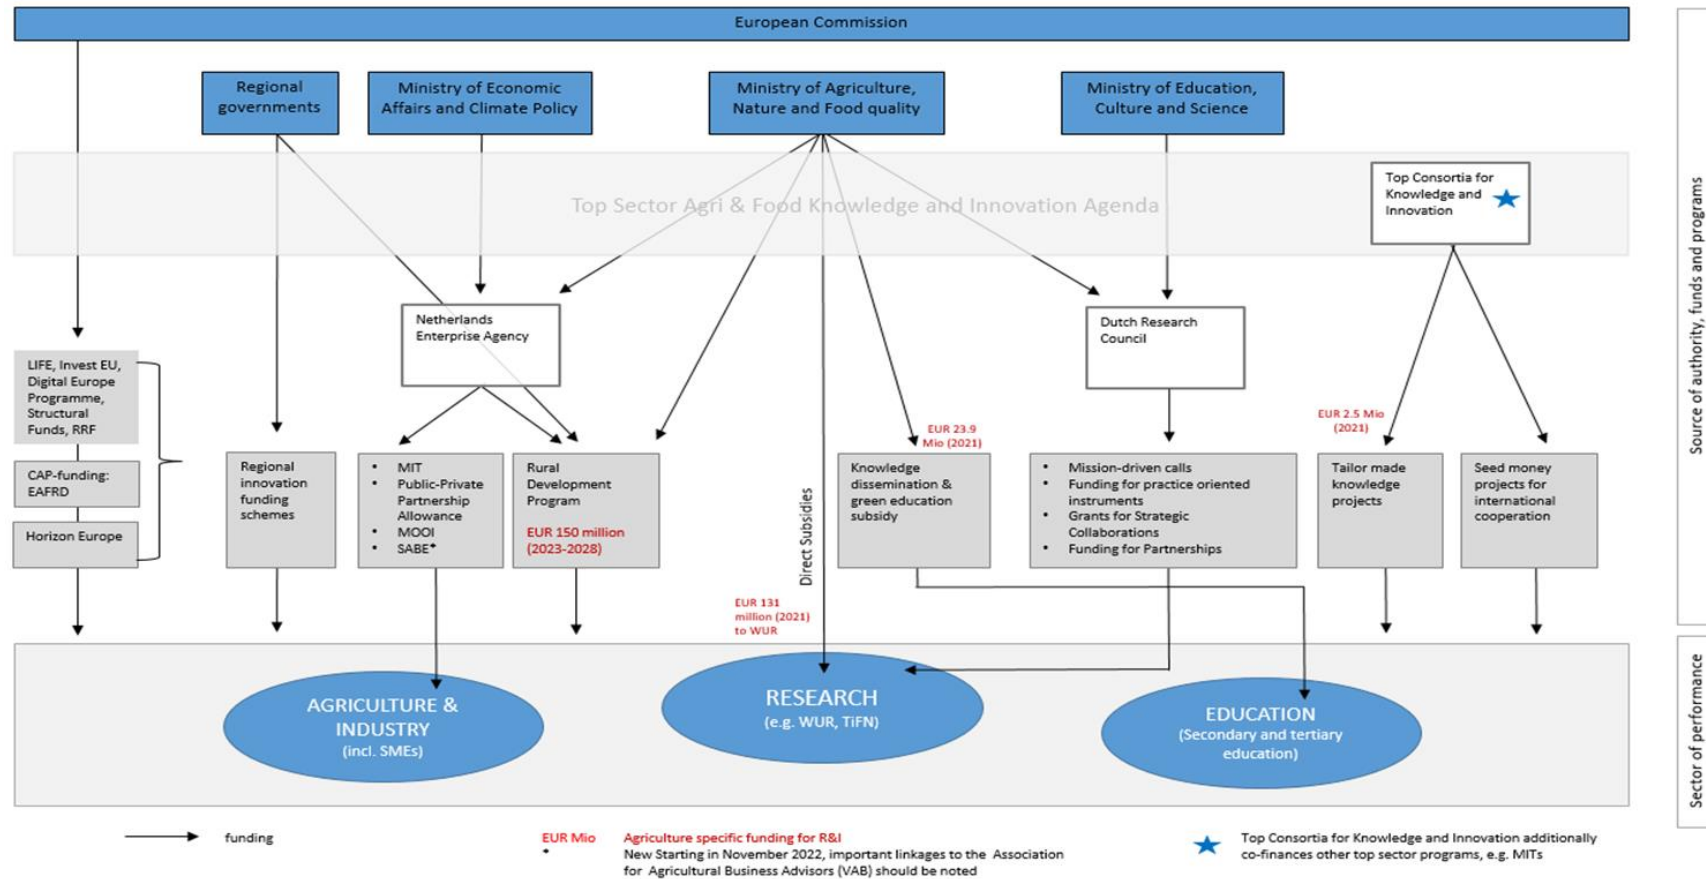 European Commission
Regional
governments
Ministry of Economic
Affairs and Climate Policy
Ministry of Agriculture,
Nature and Food quality
Ministry of Education,
Culture and Science
Top Sector Agri & Food Knowledge and Innovation Agenda
Top Consortia for
Knowledge and
Innovation
Netherlands
Enterprise Agency
Dutch Research
Council
LIFE, Invest EU,
Digital Europe
Programme,
Structural
Funds, RRF
CAP-funding:
EAFRD
Horizon Europe
Regional
innovation
funding
schemes
• MIT
• Public-Private
Partnership
Allowance
• MOOI
• SABE*
Rural
Development
Program
EUR 150 million
(2023-2028)
Direct Subsidies
EUR 131
million (2021)
to WUR
EUR 23.9
Mio (2021)
Knowledge
dissemination &
green education
subsidy
• Mission-driven calls
• Funding for practice oriented
instruments
• Grants for Strategic
Collaborations
• Funding for Partnerships
EUR 2.5 Mio
(2021)
Tailor made
knowledge
projects
Seed money
projects for
international
cooperation
AGRICULTURE &
INDUSTRY
(incl. SMEs)
RESEARCH
(e.g. WUR, TiFN)
EDUCATION
(Secondary and tertiary
education)
Source of authority, funds and programs
Sector of performance
funding
EUR Mio Agriculture specific funding for R&I
* New Starting in November 2022, important linkages to the Association
for Agricultural Business Advisors (VAB) should be noted
Top Consortia for Knowledge and Innovation additionally
co-finances other top sector programs, e.g. MITs